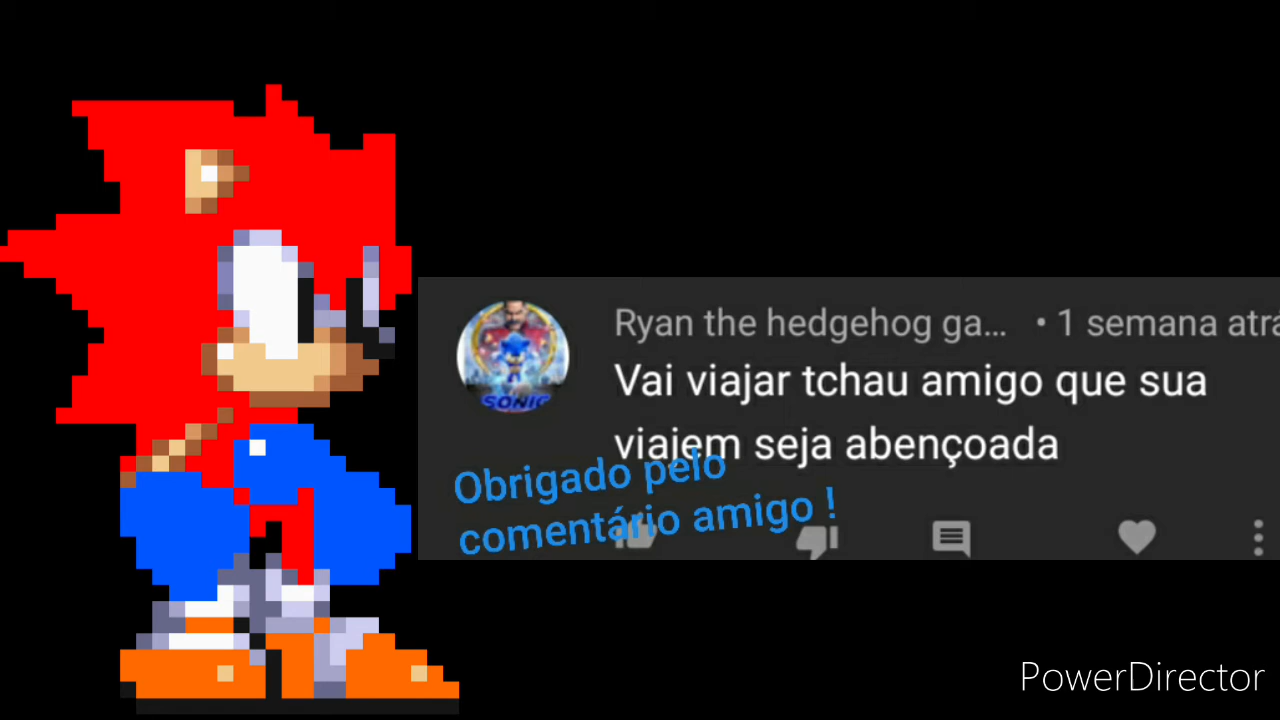 Ryan the hedgehog ga... • 1 semana atrá
Vai viajar tchau amigo que sua
viajem seja abençoada
Obrigado pelo
comentário amigo !
SONIC
PowerDirector